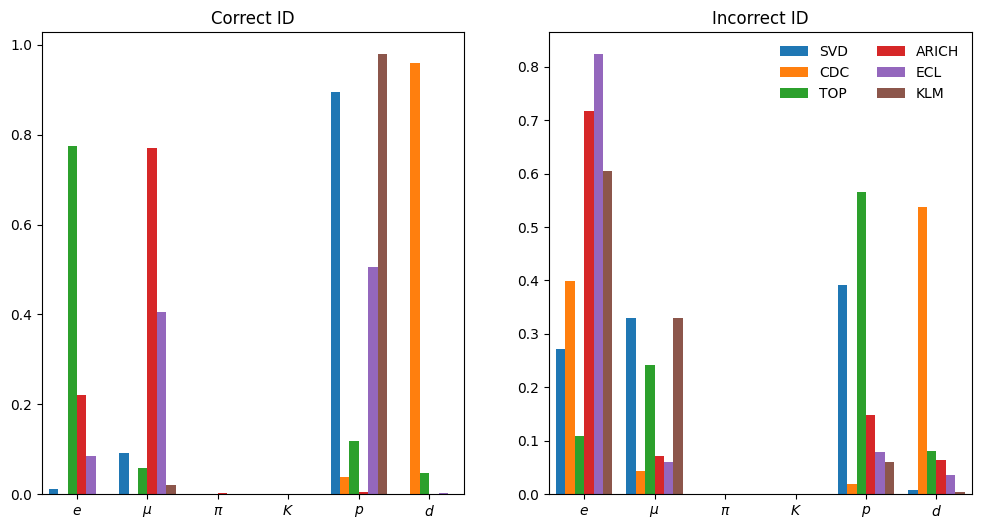 Correct ID
1.0
0.8
0.6
0.4
0.2
0.0
e μ π K p d
Incorrect ID
SVD ARICH
CDC ECL
TOP KLM
0.8
0.7
0.6
0.5
0.4
0.3
0.2
0.1
0.0
e μ π K p d